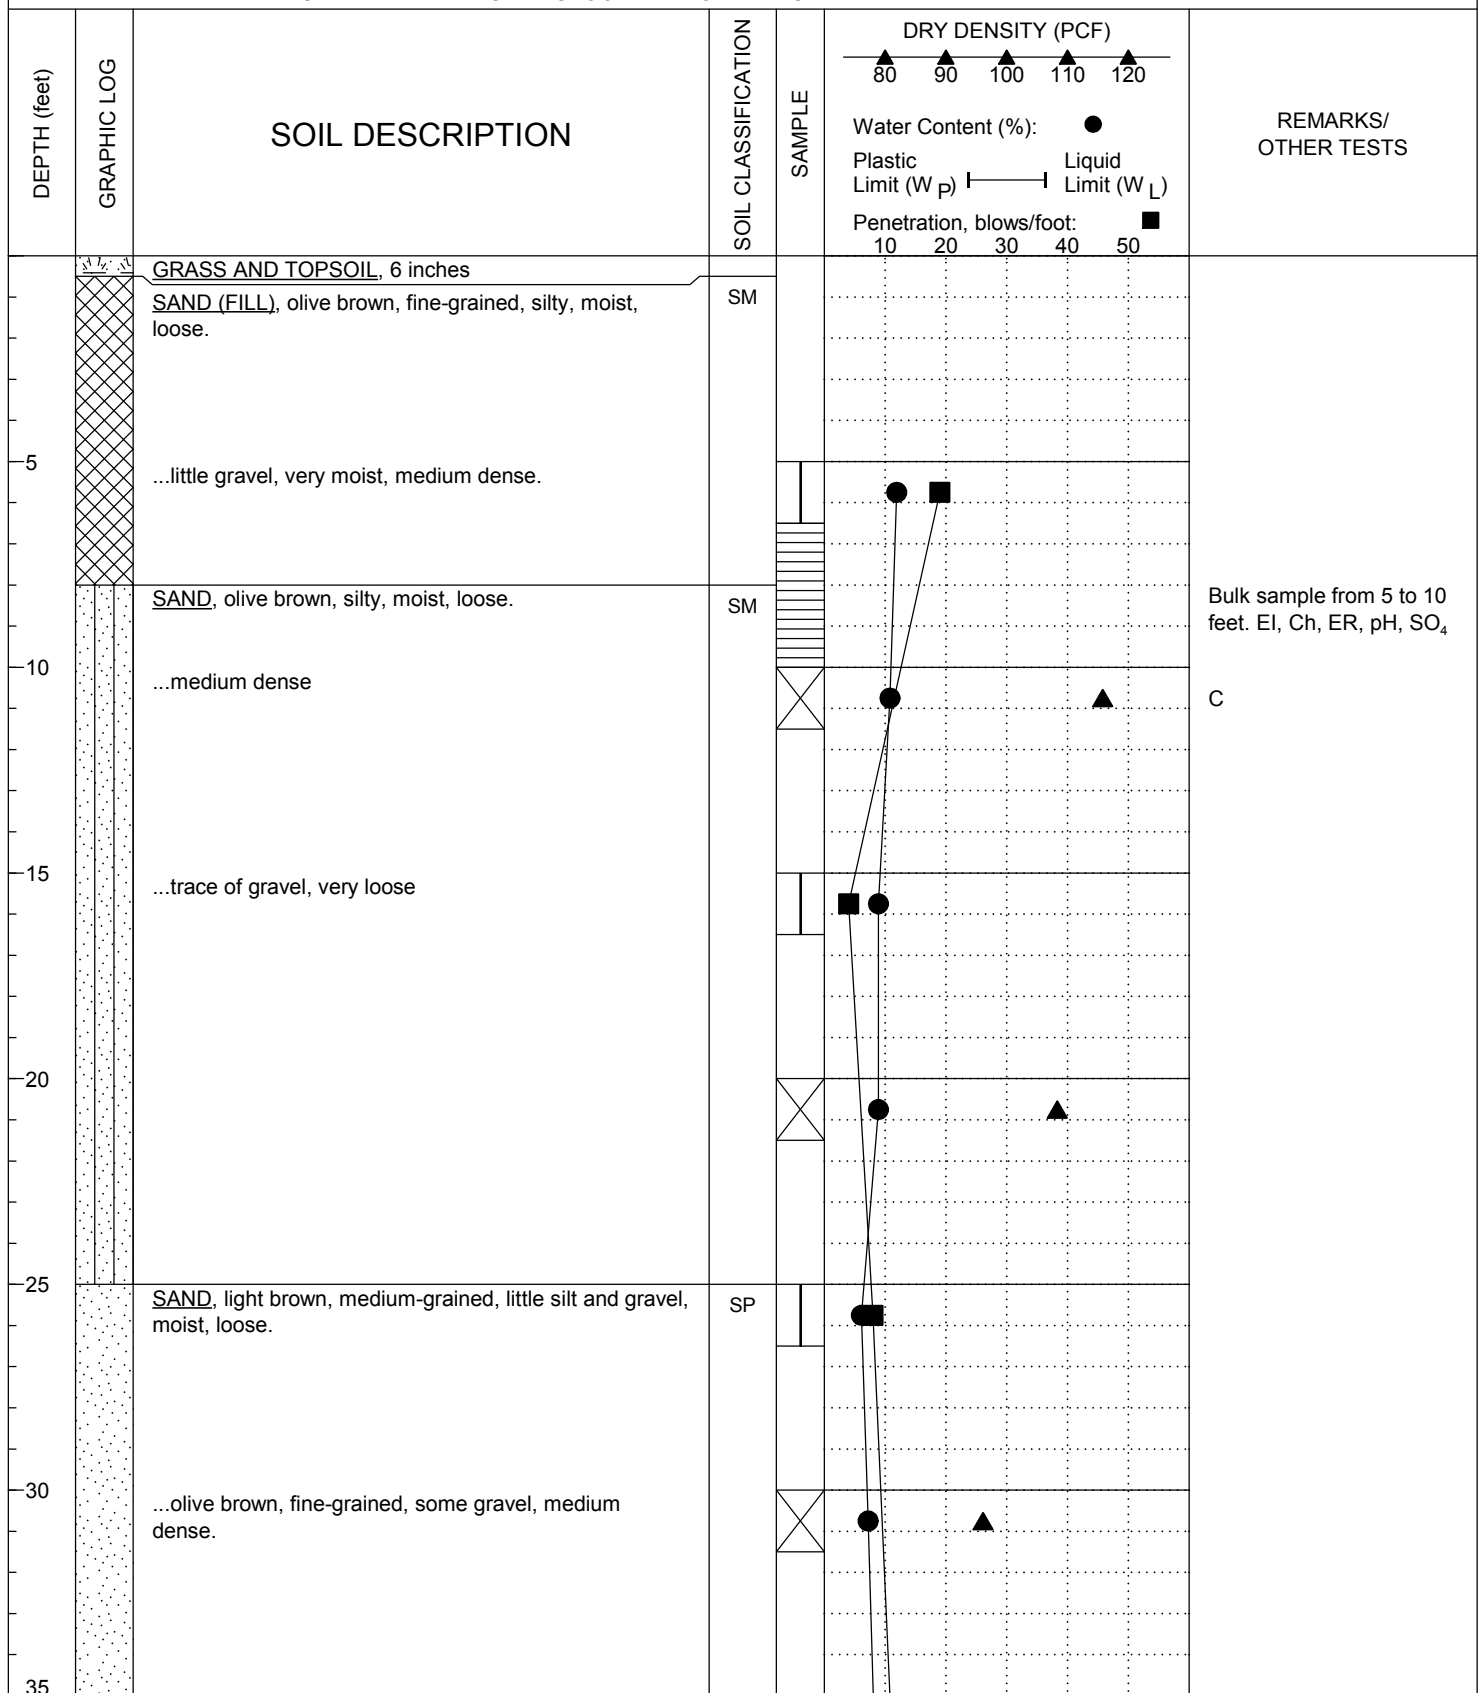 DEPTH (feet)
GRAPHIC LOG
SOIL DESCRIPTION
SOIL CLASSIFICATION
SAMPLE
DRY DENSITY (PCF)
80 90 100 110 120
Water Content (%):
Plastic
Limit (W P)
Liquid
Limit (W L)
Penetration, blows/foot:
10 20 30 40 50
REMARKS/
OTHER TESTS
GRASS AND TOPSOIL, 6 inches
SAND (FILL), olive brown, fine-grained, silty, moist,
loose.
SM
5
...little gravel, very moist, medium dense.
SAND, olive brown, silty, moist, loose.
SM
Bulk sample from 5 to 10
feet. EI, Ch, ER, pH, SO₄
10
...medium dense
C
15
...trace of gravel, very loose
20
25
SAND, light brown, medium-grained, little silt and gravel,
moist, loose.
SP
30
...olive brown, fine-grained, some gravel, medium
dense.
35